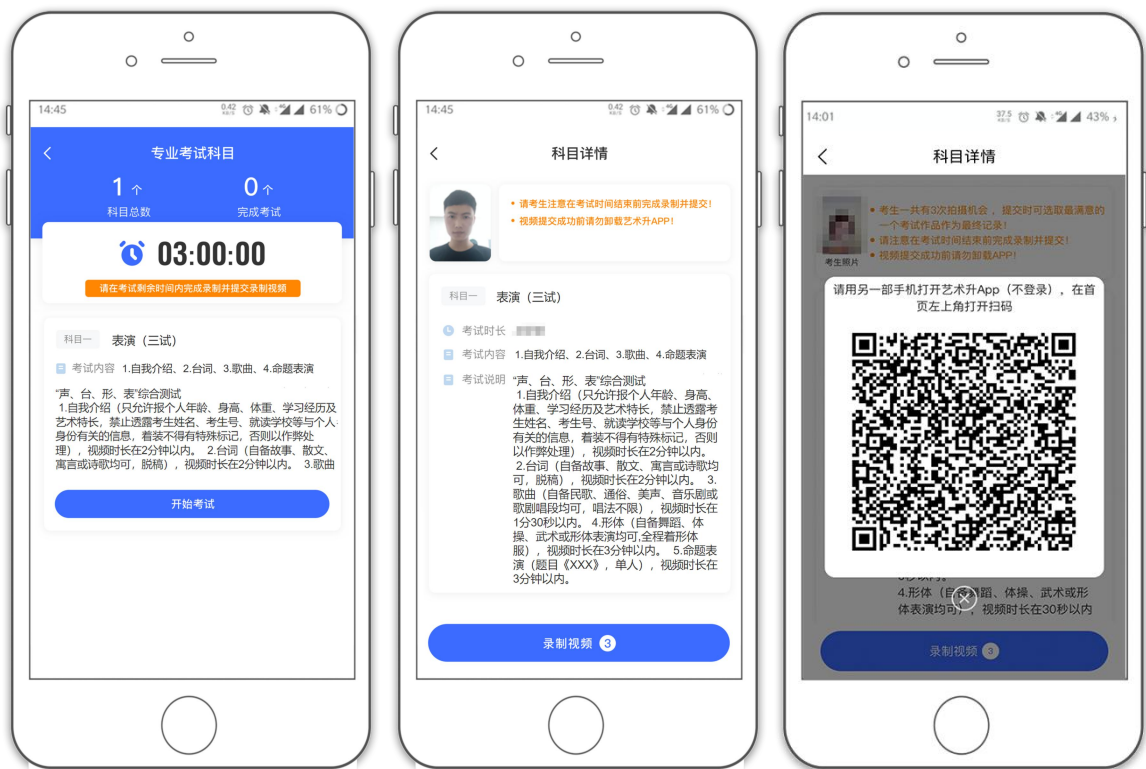 14:45
0.42
KB/S
4G
61%
专业考试科目
1 个
0 个
科目总数
完成考试
03:00:00
请在考试剩余时间内完成录制并提交录制视频
科目一
表演（三试）
考试内容 1.自我介绍、2.台词、3.歌曲、4.命题表演
“声、台、形、表”综合测试
1.自我介绍（只允许报个人年龄、身高、体重、学习经历及
艺术特长，禁止透露考生姓名、考生号、就读学校等与个人
身份有关的信息，着装不得有特殊标记，否则以作弊处
理），视频时长在2分钟以内。 2.台词（自备故事、散文、
寓言或诗歌均可，脱稿），视频时长在2分钟以内。 3.歌曲
开始考试
14:45
0.42
KB/S
4G
61%
科目详情
• 请考生注意在考试时间结束前完成录制并提交！
• 视频提交成功前请勿卸载艺术升APP！
科目一
表演（三试）
考试时长
考试内容 1.自我介绍、2.台词、3.歌曲、4.命题表演
考试说明 “声、台、形、表”综合测试
1.自我介绍（只允许报个人年龄、身高、
体重、学习经历及艺术特长，禁止透露考
生姓名、考生号、就读学校等与个人身份
有关的信息，着装不得有特殊标记，否则
以作弊处理），视频时长在2分钟以内。
2.台词（自备故事、散文、寓言或诗歌均
可，脱稿），视频时长在2分钟以内。 3.
歌曲（自备民歌、通俗、美声、音乐剧或
歌剧唱段均可，唱法不限），视频时长在
1分30秒以内。 4.形体（自备舞蹈、体
操、武术或形体表演均可,全程着形体
服），视频时长在3分钟以内。 5.命题表
演（题目《XXX》，单人），视频时长在
3分钟以内。
录制视频 3
14:01
37.5
KB/S
4G
43%
科目详情
• 考生一共有3次拍摄机会，提交时可选取最满意的
一个考试作品作为最终记录！
• 请注意在考试时间结束前完成录制并提交！
• 视频提交成功前请勿卸载APP！
考生照片
请用另一部手机打开艺术升App（不登录），在首
页左上角打开扫码
4.形体（自备舞蹈、体操、武术或形
体表演均可），视频时长在30秒以内
录制视频 3